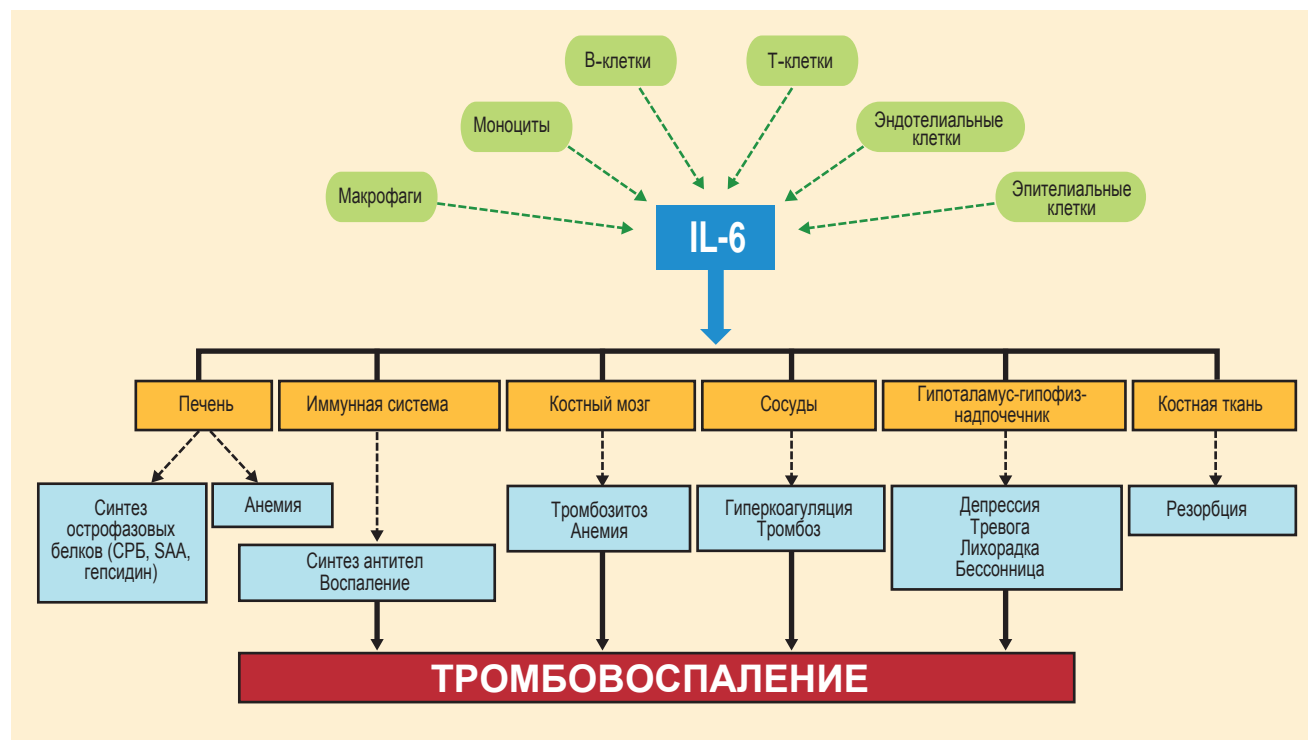 В-клетки
Т-клетки
Моноциты
Эндотелиальные
клетки
Макрофаги
Эпителиальные
клетки
IL-6
Печень
Иммунная система
Костный мозг
Сосуды
Гипоталамус-гипофиз-
надпочечник
Костная ткань
Синтез
острофазовых
белков (СРБ, SAA,
гепсидин)
Анемия
Синтез антител
Воспаление
Тромбозитоз
Анемия
Гиперкоагуляция
Тромбоз
Депрессия
Тревога
Лихорадка
Бессонница
Резорбция
ТРОМБОВОСПАЛЕНИЕ